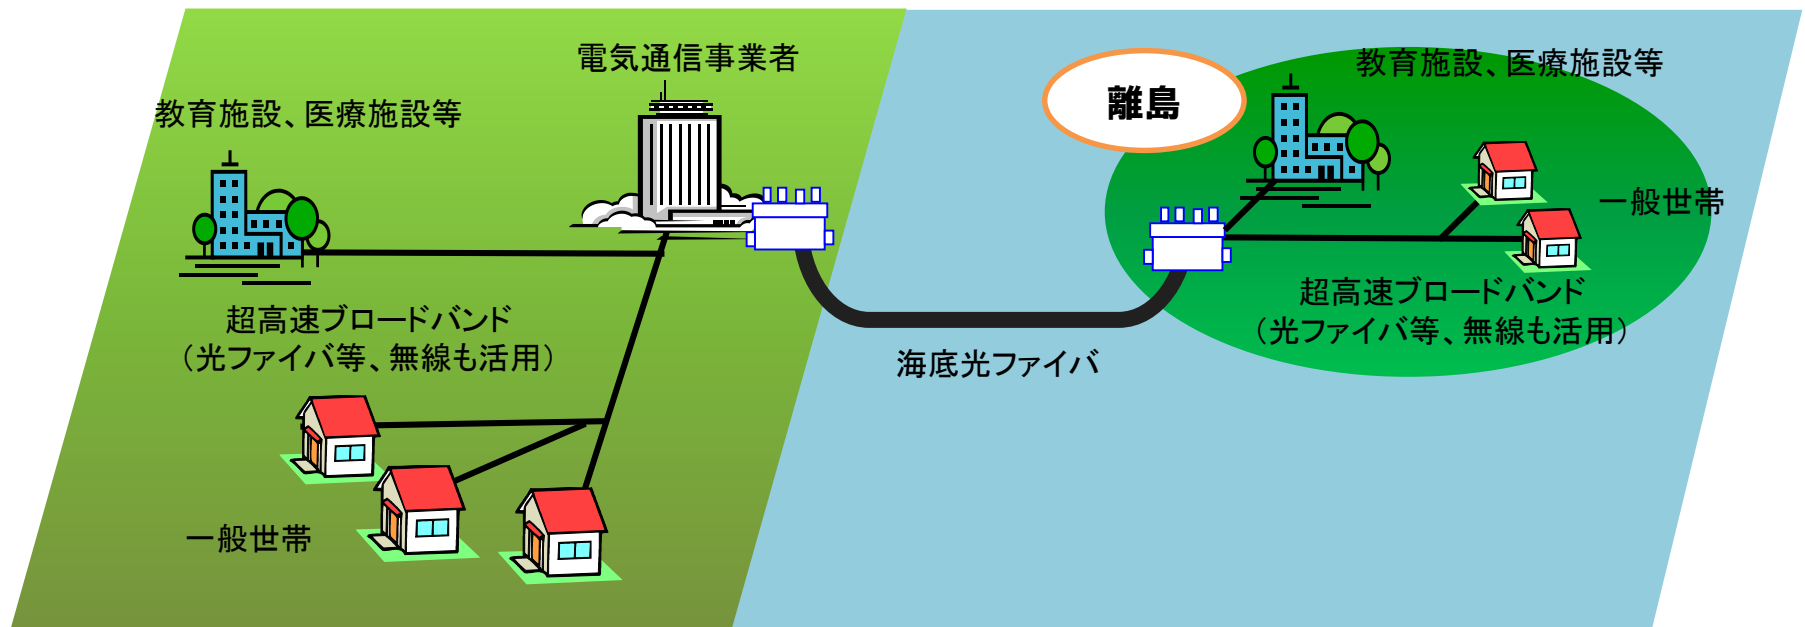 電気通信事業者
教育施設、医療施設等
超高速ブロードバンド
（光ファイバ等、無線も活用）
一般世帯
海底光ファイバ
離島
教育施設、医療施設等
一般世帯
超高速ブロードバンド
（光ファイバ等、無線も活用）